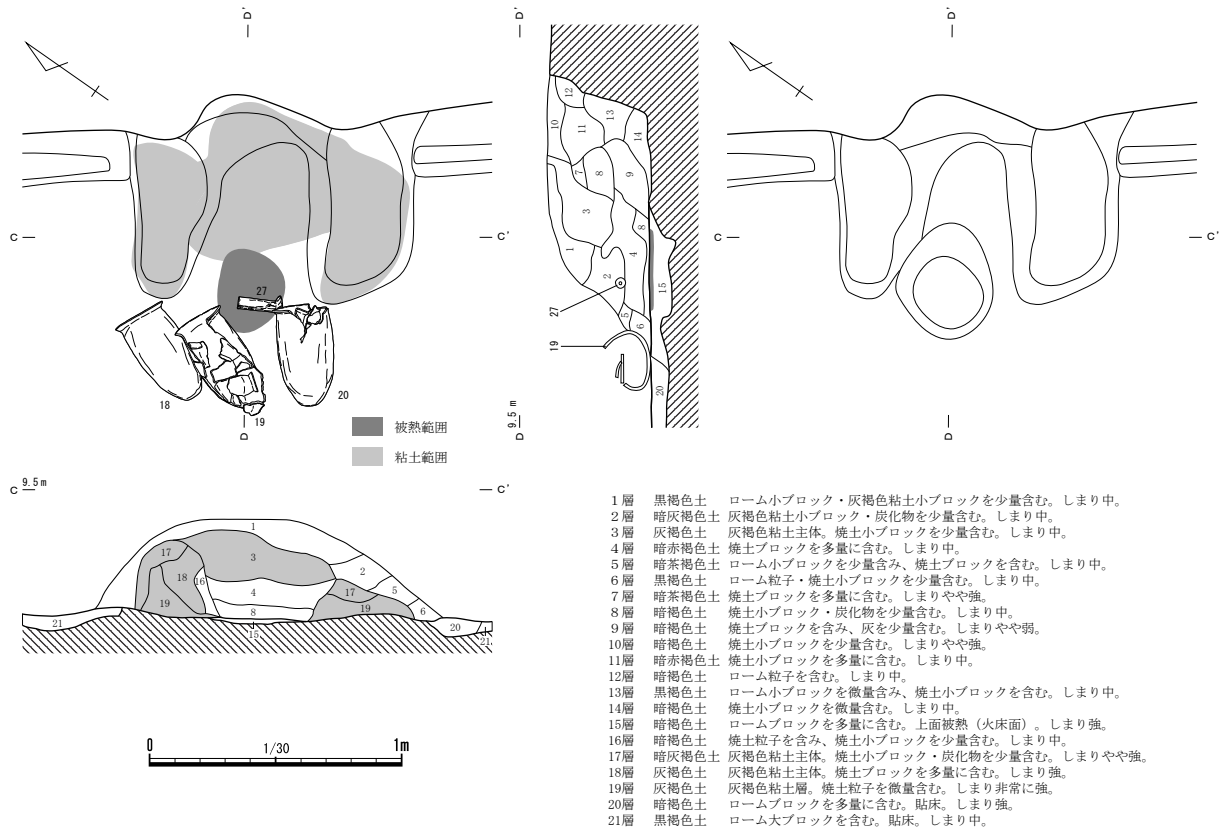 D'
D'
D'
C
C'
C
C'
27
18
19
20
D
被熱範囲
粘土範囲
12
10
11
13
14
7
8
9
3
8
1
2
4
15
27
5
6
19
20
D 9.5m
D
C 9.5m
C'
1
3
17
18
16
2
4
17
5
19
8
19
6
21
15
20
21
0 1/30 1m
1層 黒褐色土 ローム小ブロック・灰褐色粘土小ブロックを少量含む。しまり中。
2層 暗灰褐色土 灰褐色粘土小ブロック・炭化物を少量含む。しまり中。
3層 灰褐色土 灰褐色粘土主体。焼土小ブロックを少量含む。しまり中。
4層 暗赤褐色土 焼土ブロックを多量に含む。しまり中。
5層 暗茶褐色土 ローム小ブロックを少量含み、焼土ブロックを含む。しまり中。
6層 黒褐色土 ローム粒子・焼土小ブロックを少量含む。しまり中。
7層 暗茶褐色土 焼土ブロックを多量に含む。しまりやや強。
8層 暗褐色土 焼土小ブロック・炭化物を少量含む。しまり中。
9層 暗褐色土 焼土ブロックを含み、灰を少量含む。しまりやや弱。
10層 暗褐色土 焼土小ブロックを少量含む。しまりやや強。
11層 暗赤褐色土 焼土小ブロックを多量に含む。しまり中。
12層 暗褐色土 ローム粒子を含む。しまり中。
13層 黒褐色土 ローム小ブロックを微量含み、焼土小ブロックを含む。しまり中。
14層 暗褐色土 焼土小ブロックを微量含む。しまり中。
15層 暗褐色土 ロームブロックを多量に含む。上面被熱（火床面）。しまり強。
16層 暗褐色土 焼土粒子を含み、焼土小ブロックを少量含む。しまり中。
17層 暗灰褐色土 灰褐色粘土主体。焼土小ブロック・炭化物を少量含む。しまりやや強。
18層 灰褐色土 灰褐色粘土主体。焼土ブロックを多量に含む。しまり強。
19層 灰褐色土 灰褐色粘土層。焼土粒子を微量含む。しまり非常に強。
20層 暗褐色土 ロームブロックを多量に含む。貼床。しまり強。
21層 黒褐色土 ローム大ブロックを含む。貼床。しまり中。